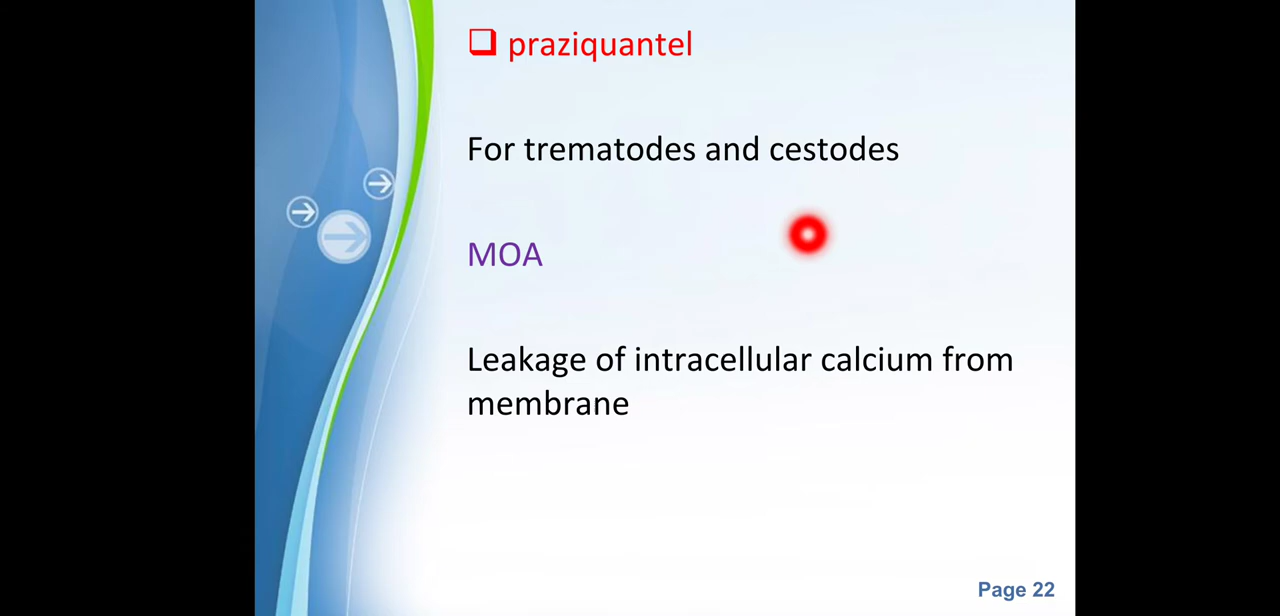 praziquantel
For trematodes and cestodes
MOA
Leakage of intracellular calcium from
membrane
Page 22